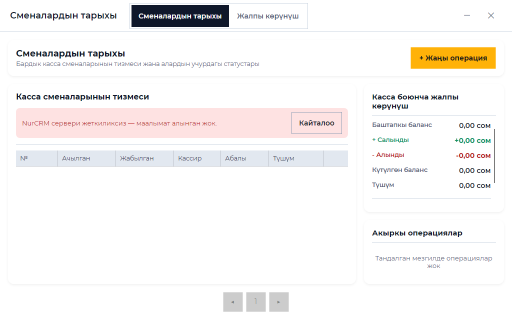 Сменалардын тарыхы
Сменалардын тарыхы
Жалпы көрүнүш
Сменалардын тарыхы
Бардык касса сменаларынын тизмеси жана алардын учурдагы статустары
+ Жаңы операция
Касса сменаларынын тизмеси
NurCRM сервери жеткиликсиз — маалымат алынган жок.
Кайталоо
№ Ачылган Жабылган Кассир Абалы Түшүм
Касса боюнча жалпы
көрүнүш
Баштапкы баланс 0,00 сом
+ Салынды +0,00 сом
- Алынды -0,00 сом
Күтүлгөн баланс 0,00 сом
Түшүм 0,00 сом
Акыркы операциялар
Тандалган мезгилде операциялар
жок
1